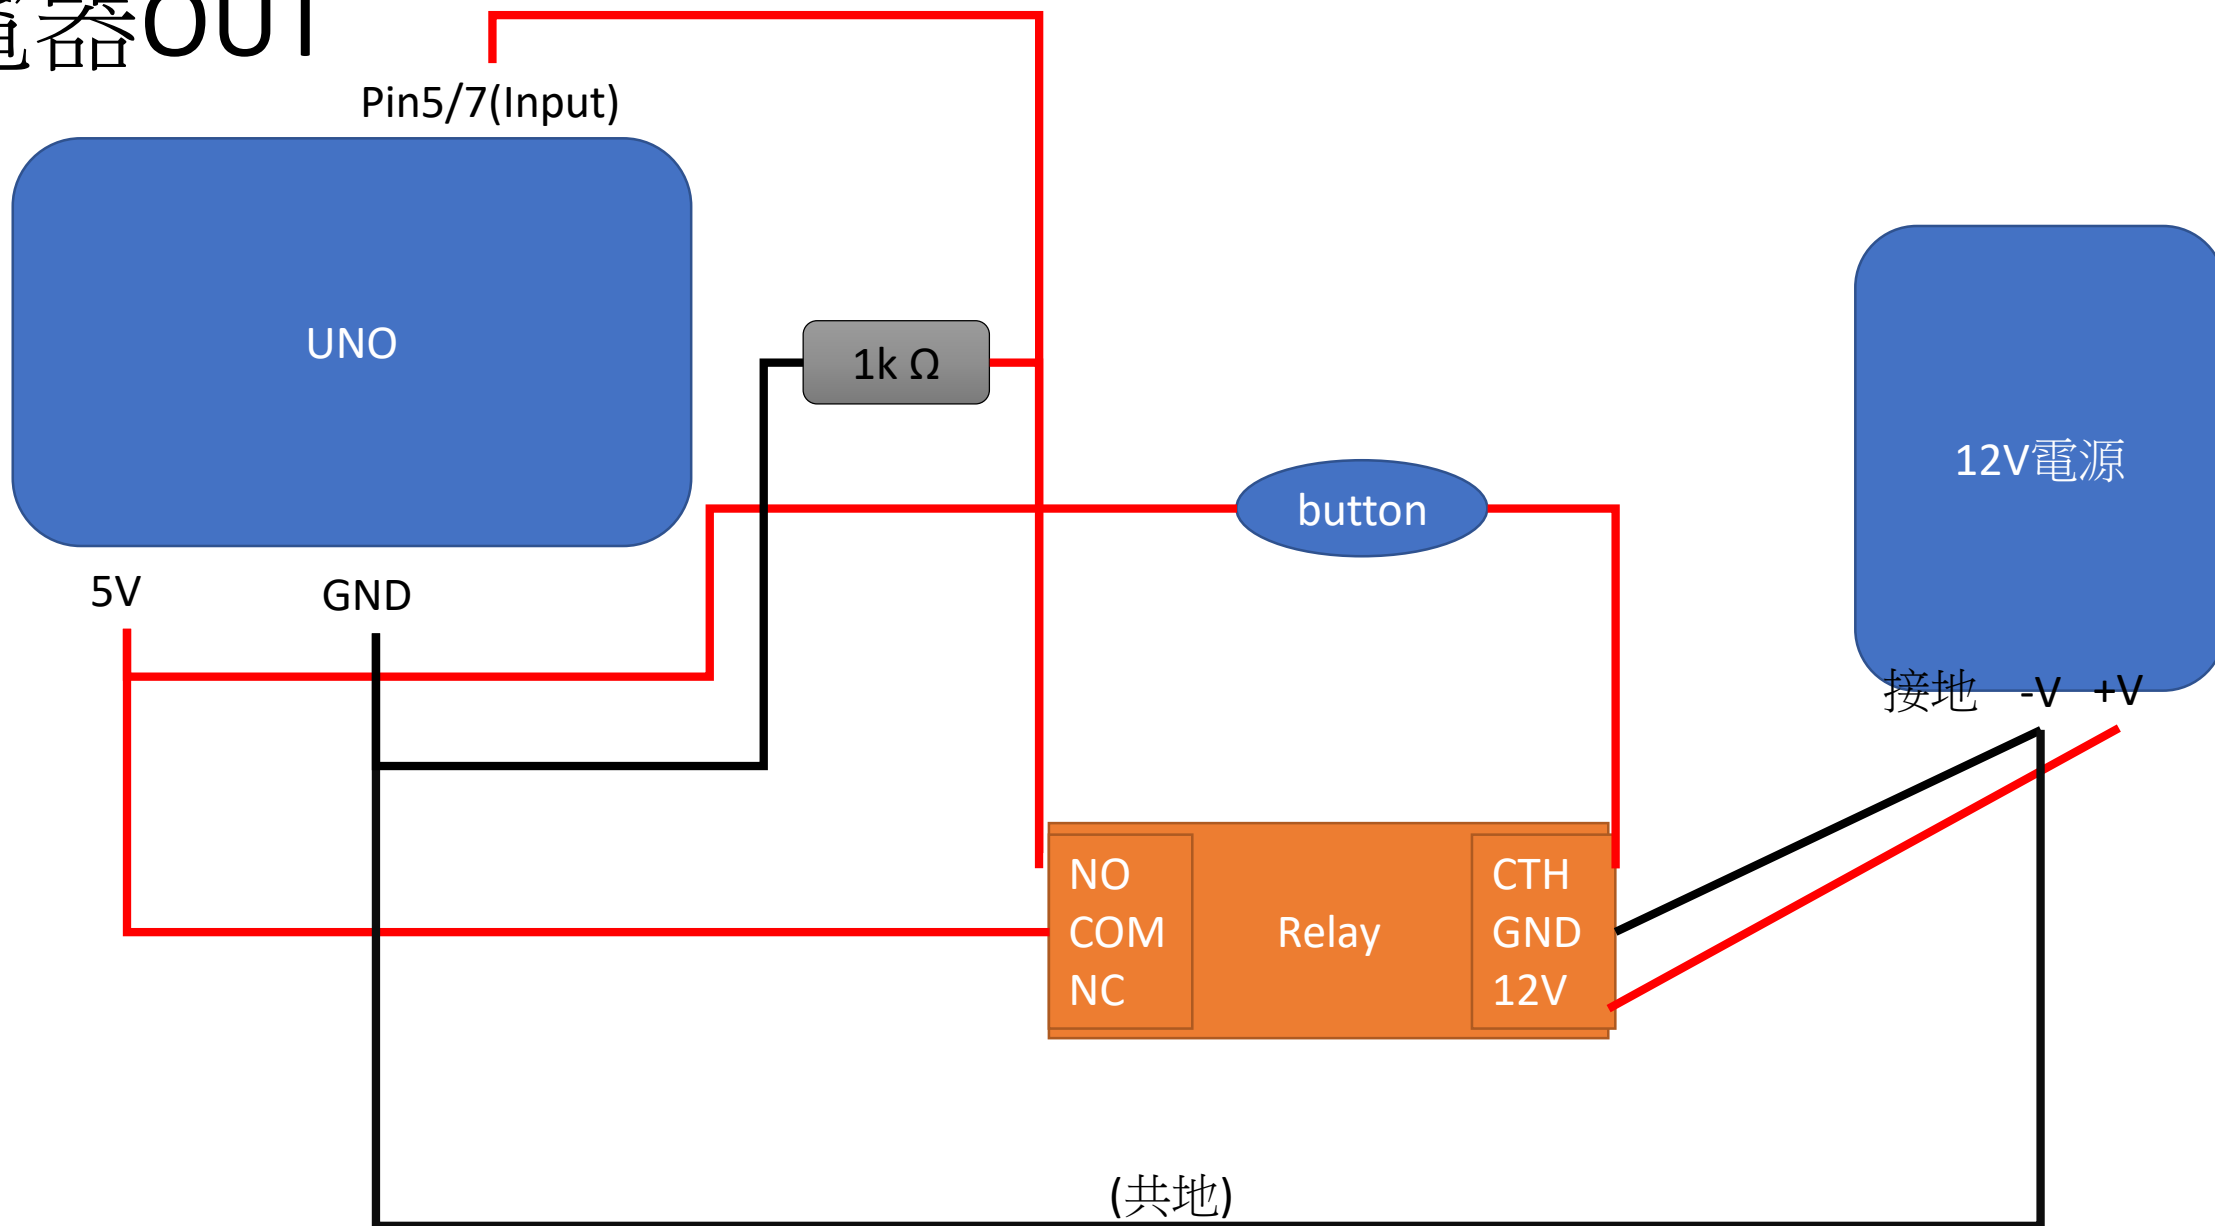 電器OUT
Pin5/7(Input)
UNO
1k Ω
button
12V電源
5V
GND
接地 -V +V
NO
COM
NC
Relay
CTH
GND
12V
(共地)